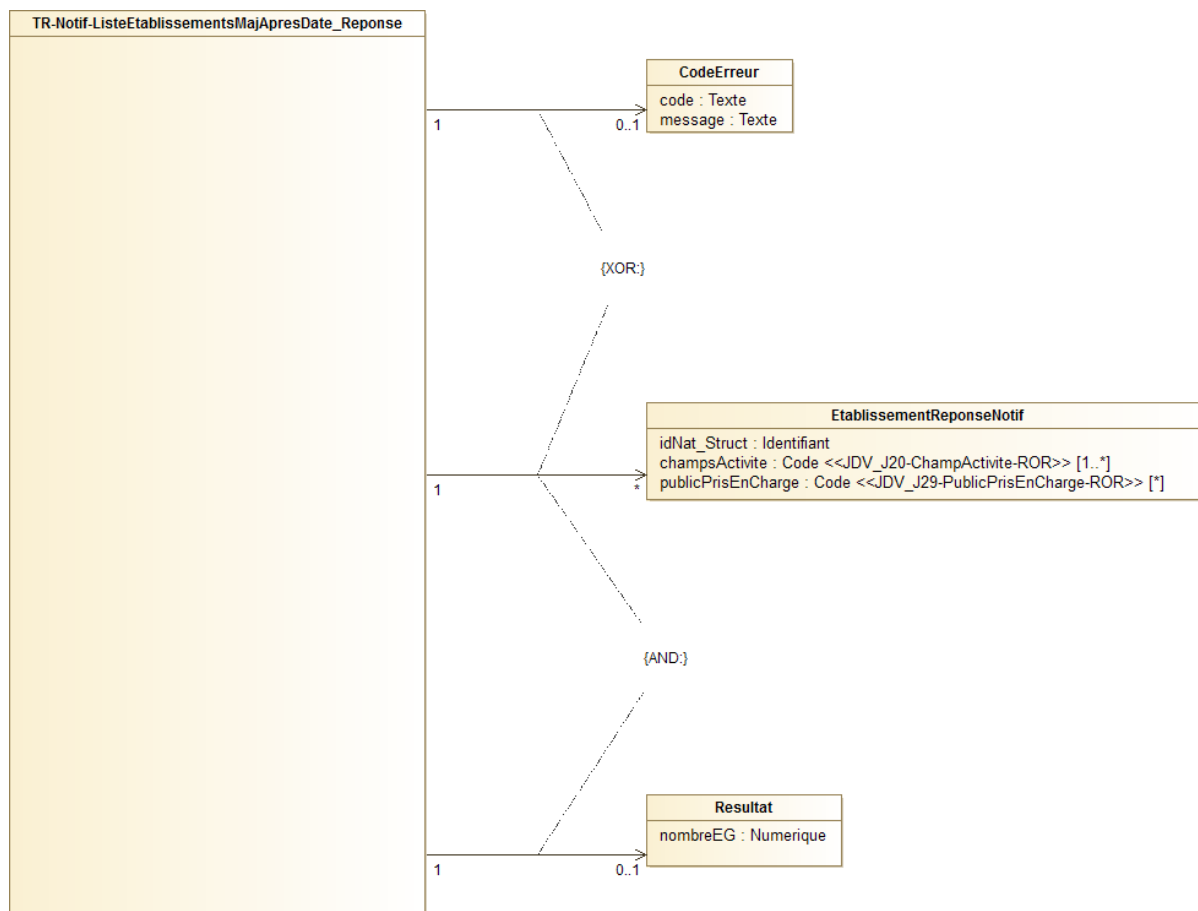 TR-Notif-ListeEtablissementsMajApresDate_Reponse
CodeErreur
code : Texte
message : Texte
1
0..1
{XOR:}
EtablissementReponseNotif
idNat_Struct : Identifiant
champsActivite : Code <<JDV_J20-ChampActivite-ROR>> [1..*]
publicPrisEnCharge : Code <<JDV_J29-PublicPrisEnCharge-ROR>> [*]
1
*
{AND:}
Resultat
nombreEG : Numerique
1
0..1